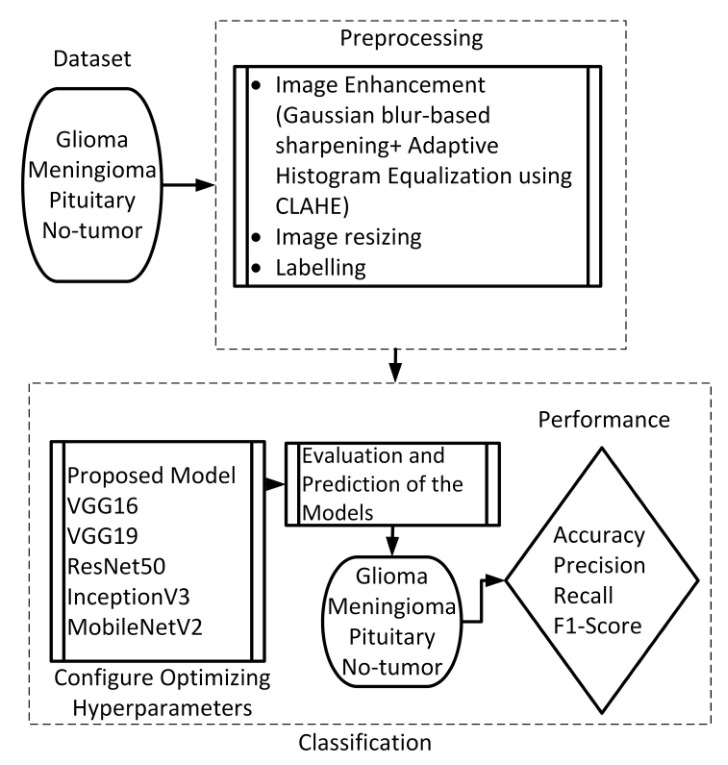 Dataset
Glioma
Meningioma
Pituitary
No-tumor
Preprocessing
• Image Enhancement
(Gaussian blur-based
sharpening+ Adaptive
Histogram Equalization using
CLAHE)
• Image resizing
• Labelling
Proposed Model
VGG16
VGG19
ResNet50
InceptionV3
MobileNetV2
Configure Optimizing
Hyperparameters
Evaluation and
Prediction of the
Models
Glioma
Meningioma
Pituitary
No-tumor
Performance
Accuracy
Precision
Recall
F1-Score
Classification